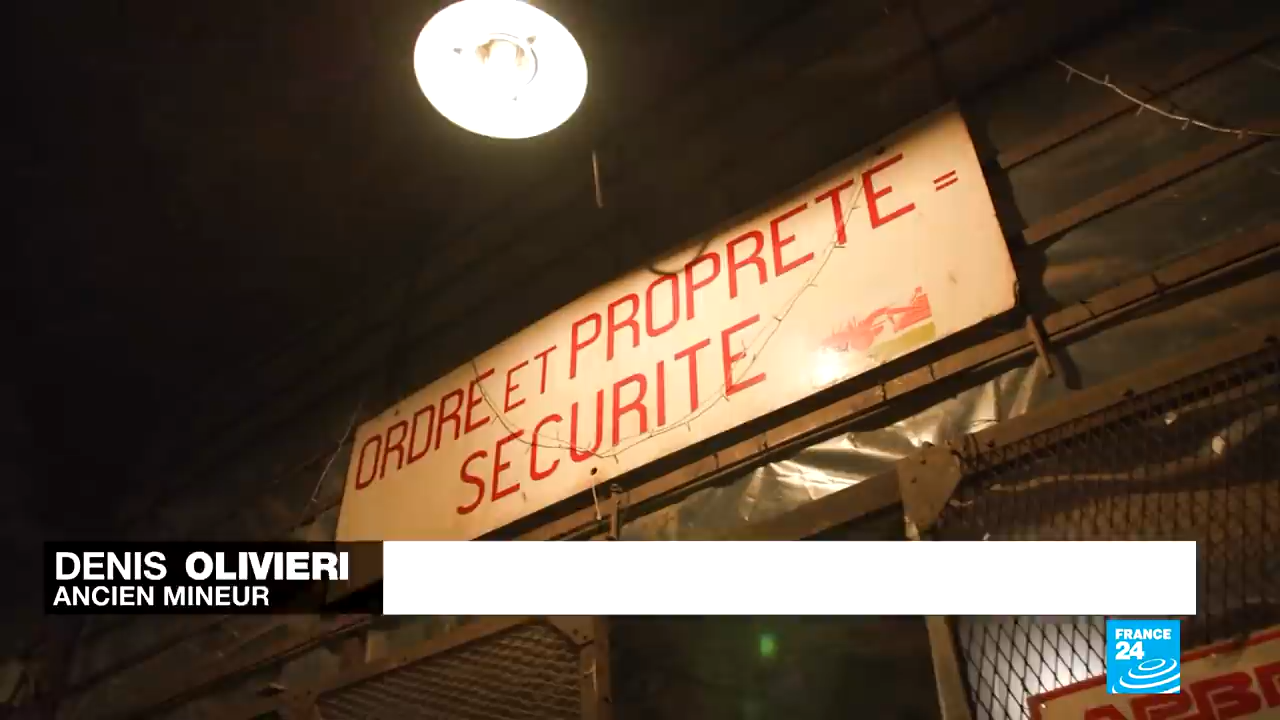 ORDRE ET PROPRETE =
SECURITE
DENIS OLIVIERI
ANCIEN MINEUR
FRANCE
24